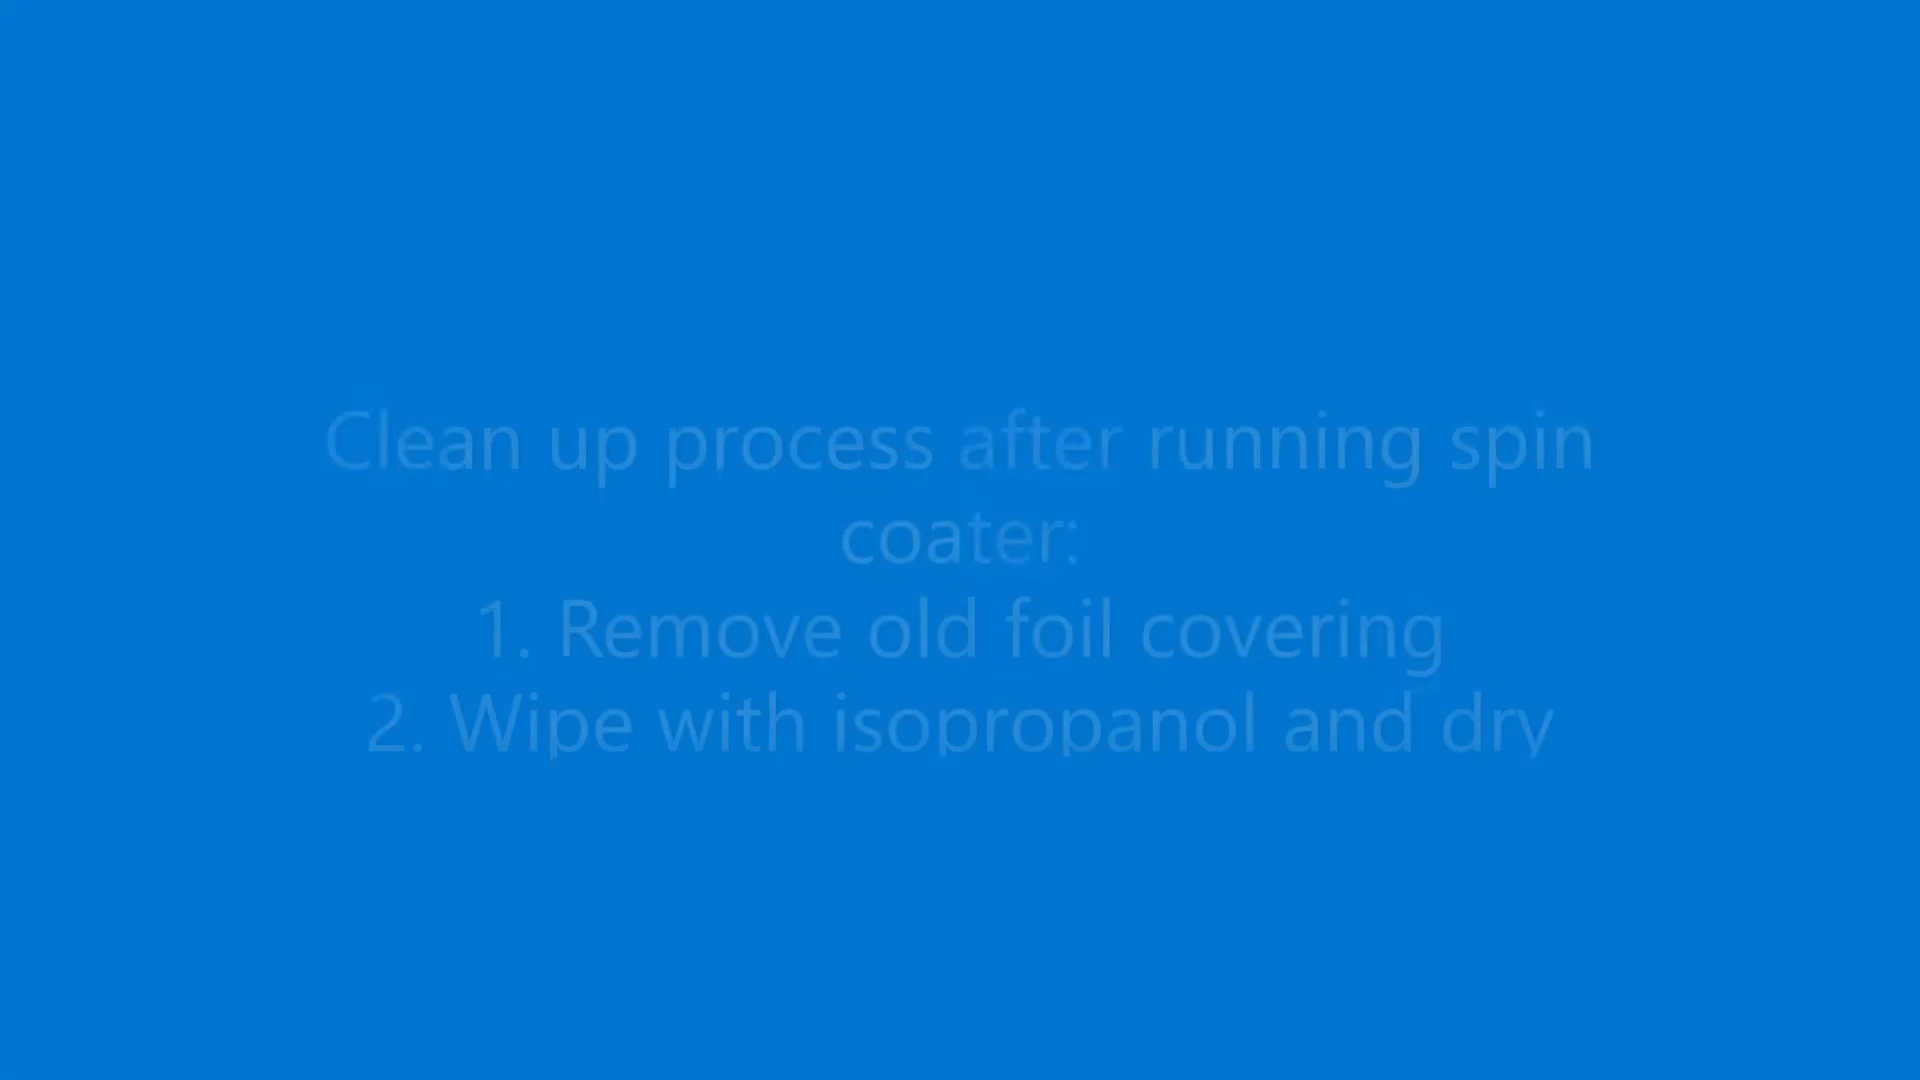 Clean up process after running spin
coater:
1. Remove old foil covering
2. Wipe with isopropanol and dry